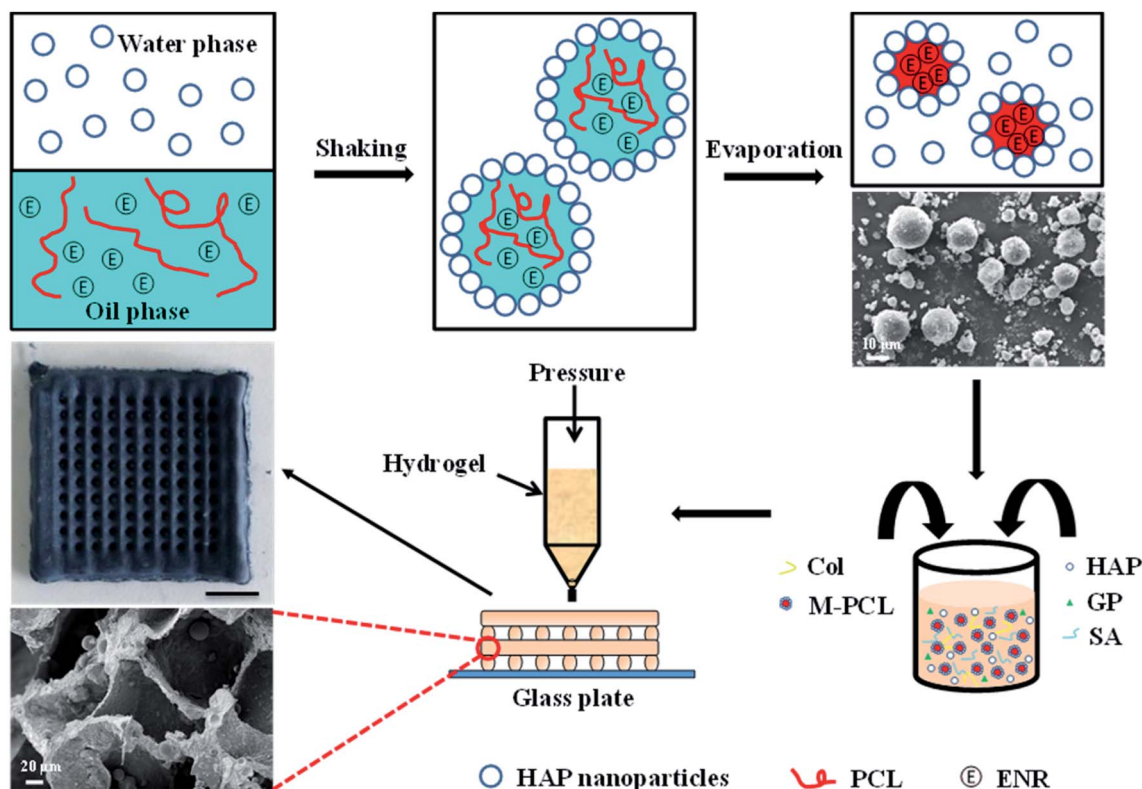 Water phase
E E E
E E E
E E
Oil phase
Shaking
E
E
E
E
E
E
E
E
Evaporation
E
E E
E
E
E E
E
10 μm
Pressure
Hydrogel
Col
M-PCL
HAP
GP
SA
Glass plate
20 μm
HAP nanoparticles
PCL
E ENR